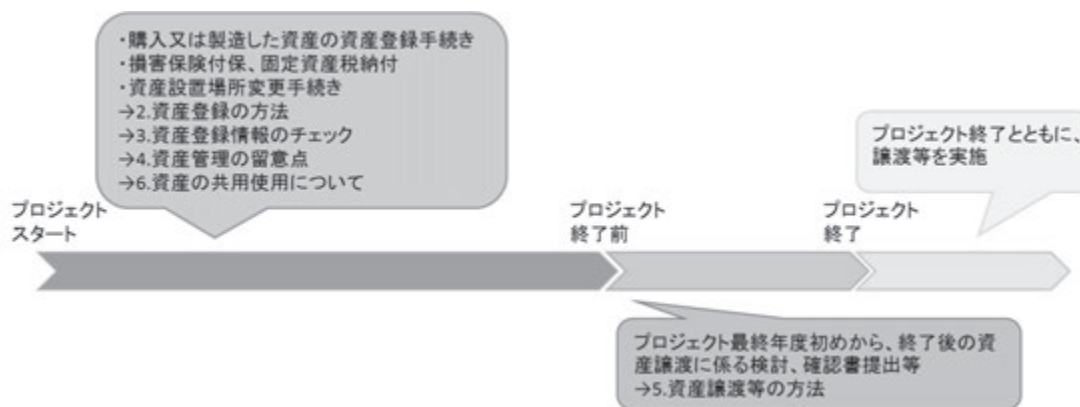 ・購入又は製造した資産の資産登録手続き
・損害保険付保、固定資産税納付
・資産設置場所変更手続き
→2.資産登録の方法
→3.資産登録情報のチェック
→4.資産管理の留意点
→6.資産の共用使用について
プロジェクト終了とともに、
譲渡等を実施
プロジェクト
スタート
プロジェクト
終了前
プロジェクト
終了
プロジェクト最終年度初めから、終了後の資
産譲渡に係る検討、確認書提出等
→5.資産譲渡等の方法